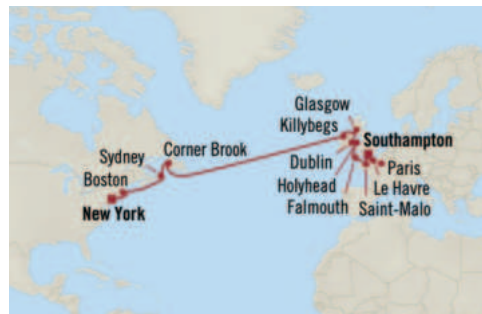 Glasgow
Killybegs
Southampton
Corner Brook
Sydney
Dublin
Paris
Boston
Holyhead
Le Havre
New York
Falmouth
Saint-Malo